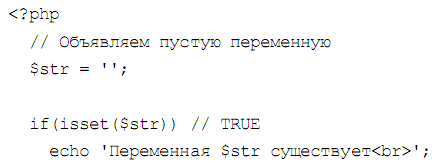 <?php
// Объявляем пустую переменную
$str = '';
if(isset($str)) // TRUE
echo 'Переменная $str существует<br>';